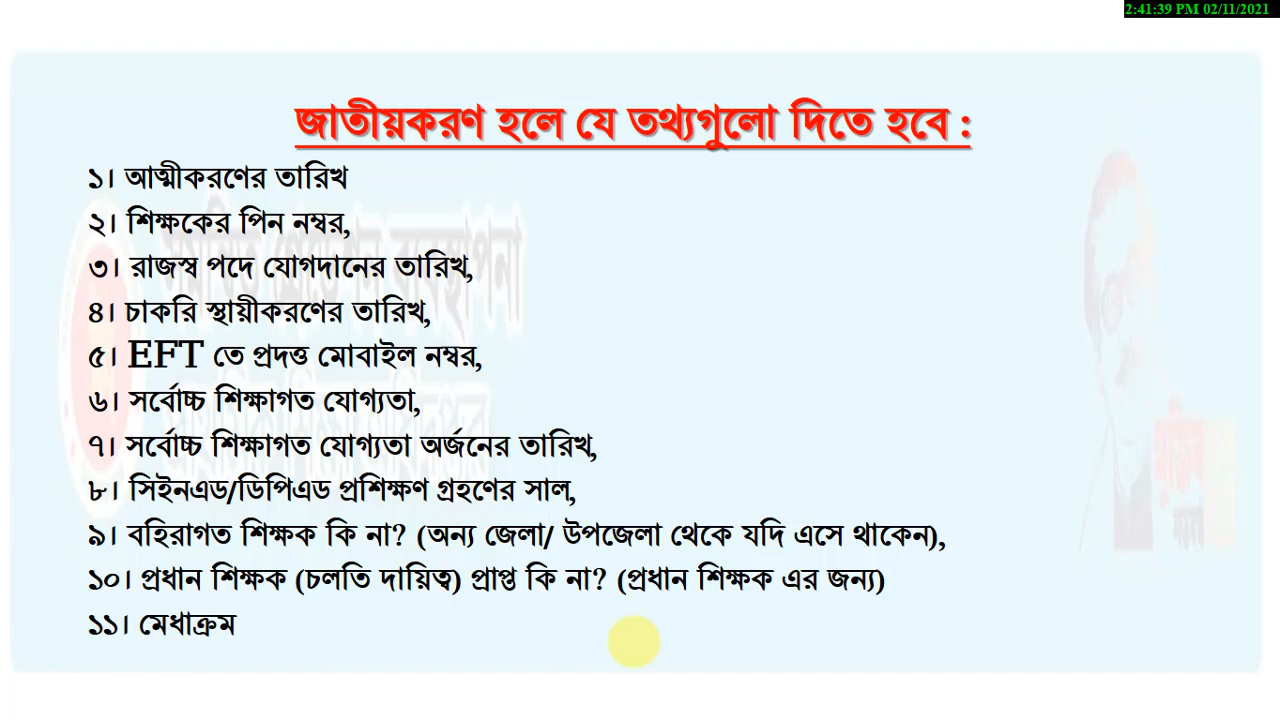 2:41:39 PM 02/11/2021
জাতীয়করণ হলে যে তথ্যগুলো দিতে হবে :
১। আত্মীকরণের তারিখ
২। শিক্ষকের পিন নম্বর,
৩। রাজস্ব পদে যোগদানের তারিখ,
৪। চাকরি স্থায়ীকরণের তারিখ,
৫। EFT তে প্রদত্ত মোবাইল নম্বর,
৬। সর্বোচ্চ শিক্ষাগত যোগ্যতা,
৭। সর্বোচ্চ শিক্ষাগত যোগ্যতা অর্জনের তারিখ,
৮। সিইনএড/ডিপিএড প্রশিক্ষণ গ্রহণের সাল,
৯। বহিরাগত শিক্ষক কি না? (অন্য জেলা/ উপজেলা থেকে যদি এসে থাকেন),
১০। প্রধান শিক্ষক (চলতি দায়িত্ব) প্রাপ্ত কি না? (প্রধান শিক্ষক এর জন্য)
১১। মেধাক্রম